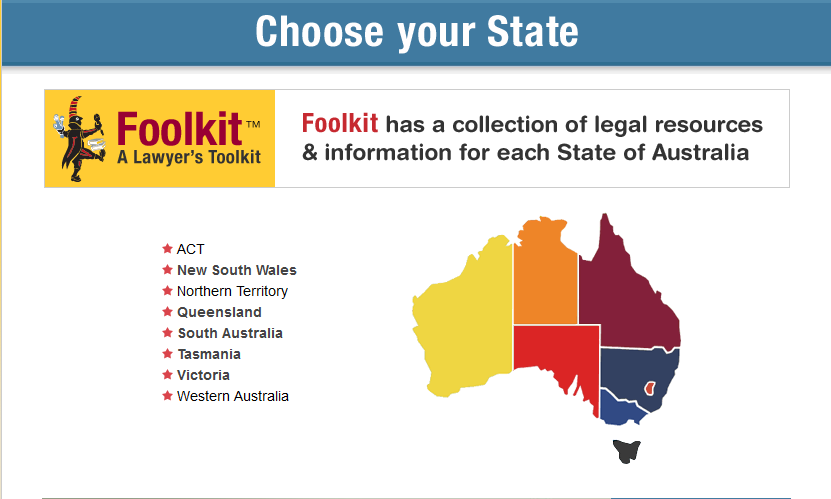 Choose your State
Foolkit™
A Lawyer's Toolkit
Foolkit has a collection of legal resources
& information for each State of Australia
ACT
New South Wales
Northern Territory
Queensland
South Australia
Tasmania
Victoria
Western Australia